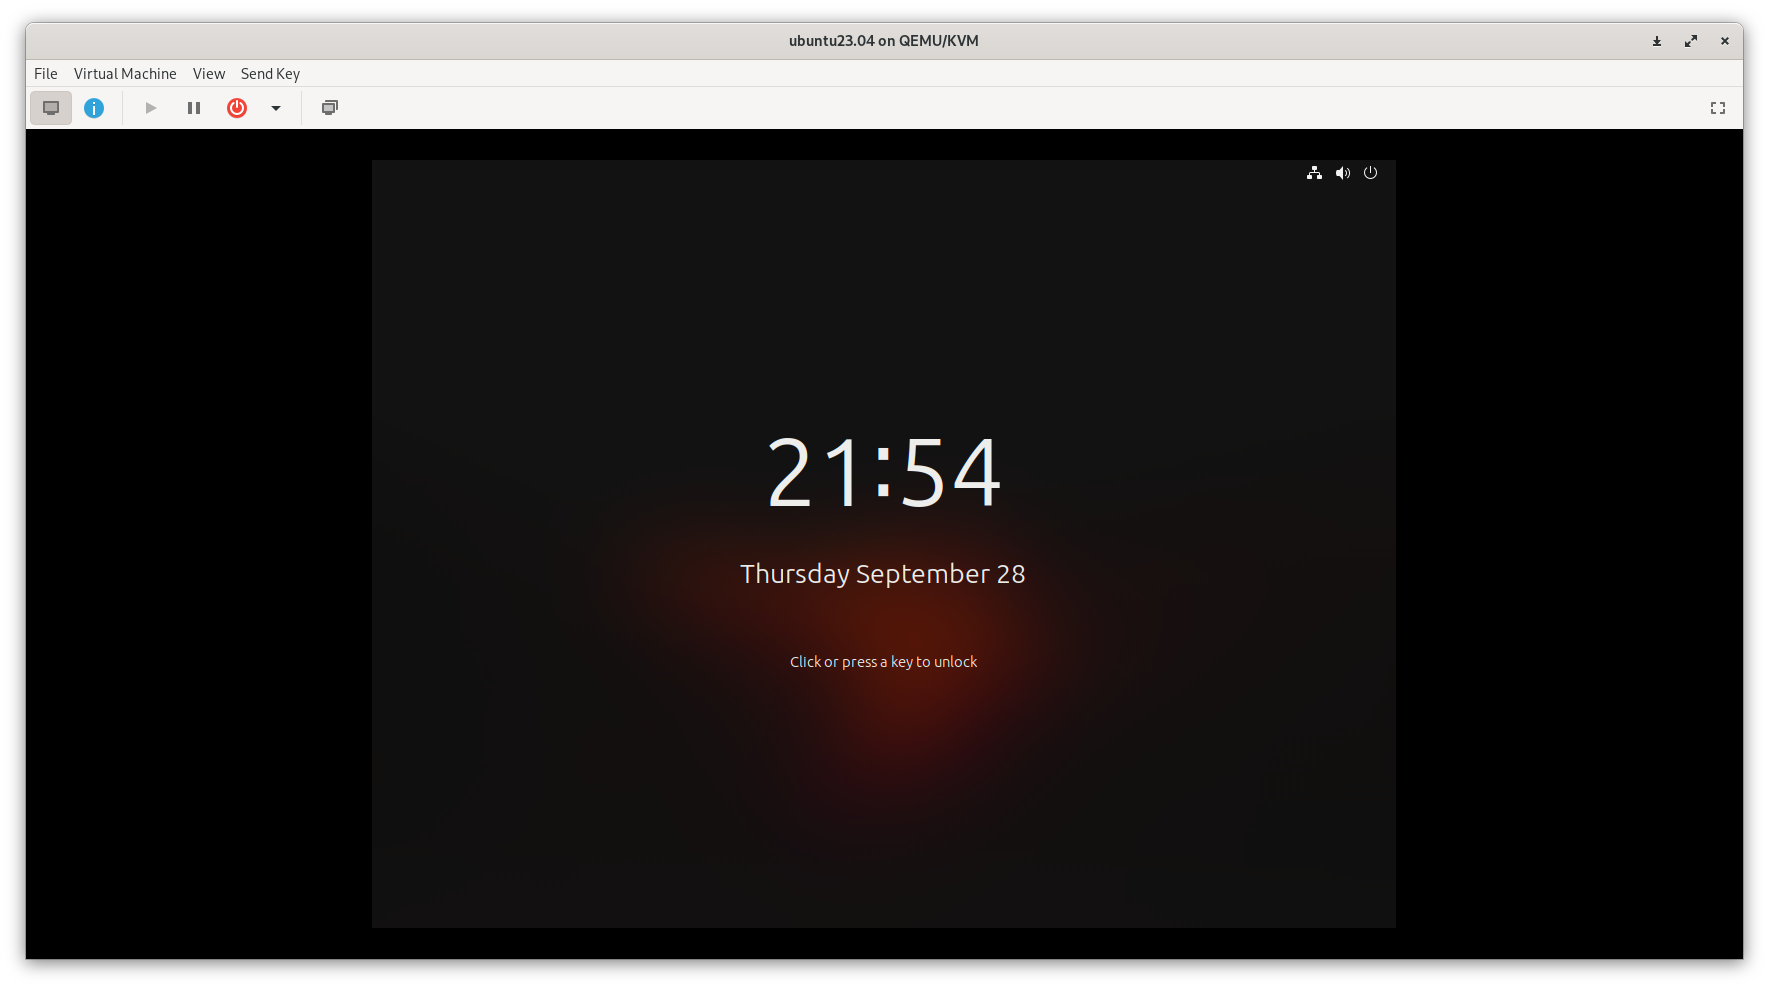 ubuntu23.04 on QEMU/KVM
File Virtual Machine View Send Key
21:54
Thursday September 28
Click or press a key to unlock